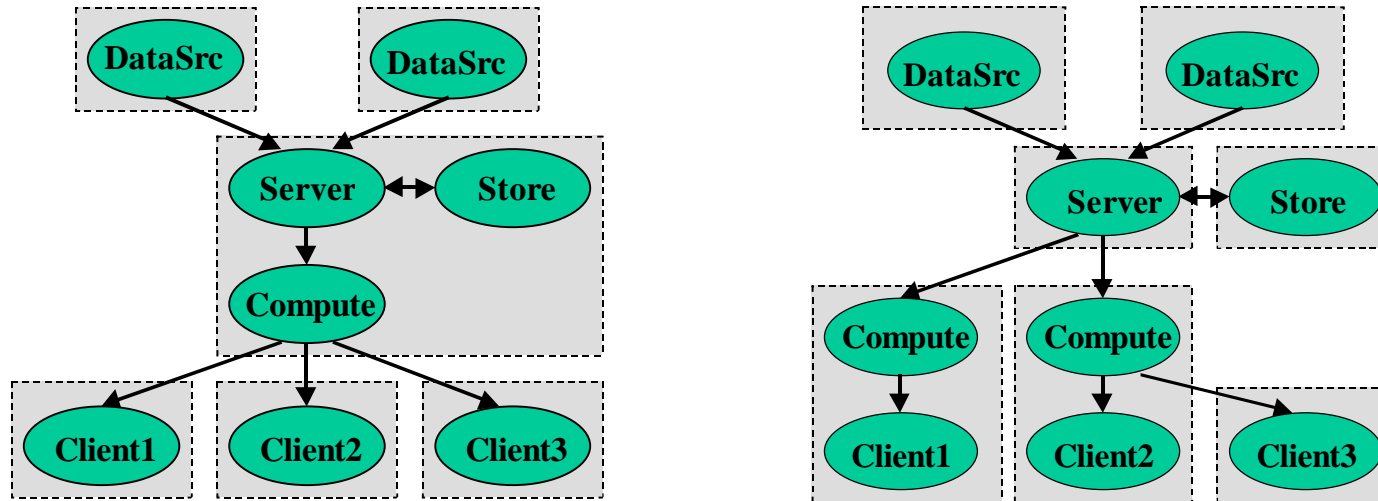 DataSrc
DataSrc
Server
Store
Compute
Client1
Client2
Client3
DataSrc
DataSrc
Server
Store
Compute
Compute
Client1
Client2
Client3